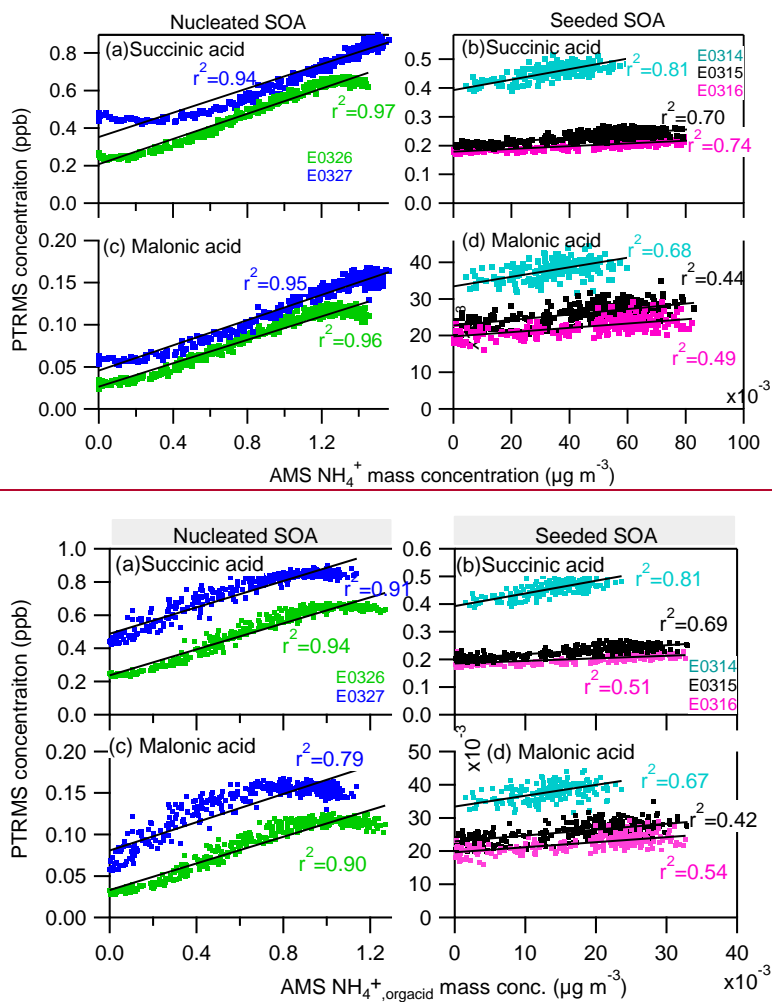 Nucleated SOA
Seeded SOA
(a)Succinic acid
r²=0.94
r²=0.97
E0326
E0327
0.8
0.6
0.4
0.2
0.0
(b)Succinic acid
E0314
E0315
E0316
r²=0.81
r²=0.70
r²=0.74
0.5
0.4
0.3
0.2
0.1
0.0
PTRMS concentraiton (ppb)
(c) Malonic acid
r²=0.95
r²=0.96
0.20
0.15
0.10
0.05
0.00
0.0
0.4
0.8
1.2
(d) Malonic acid
r²=0.68
r²=0.44
r²=0.49
40
30
20
10
0
x10⁻³
0
20
40
60
80
100
AMS NH₄⁺ mass concentration (µg m⁻³)
Nucleated SOA
Seeded SOA
(a)Succinic acid
r²=0.91
r²=0.94
E0326
E0327
1.0
0.8
0.6
0.4
0.2
0.0
(b)Succinic acid
r²=0.81
r²=0.69
r²=0.51
E0314
E0315
E0316
0.6
0.5
0.4
0.3
0.2
0.1
0.0
PTRMS concentraiton (ppb)
(c) Malonic acid
r²=0.79
r²=0.90
0.20
0.15
0.10
0.05
0.00
0.0
0.4
0.8
1.2
(d) Malonic acid
x10⁻³
r²=0.67
r²=0.42
r²=0.54
50
40
30
20
10
0
0
10
20
30
40
x10⁻³
AMS NH₄+,orgacid mass conc. (µg m⁻³)